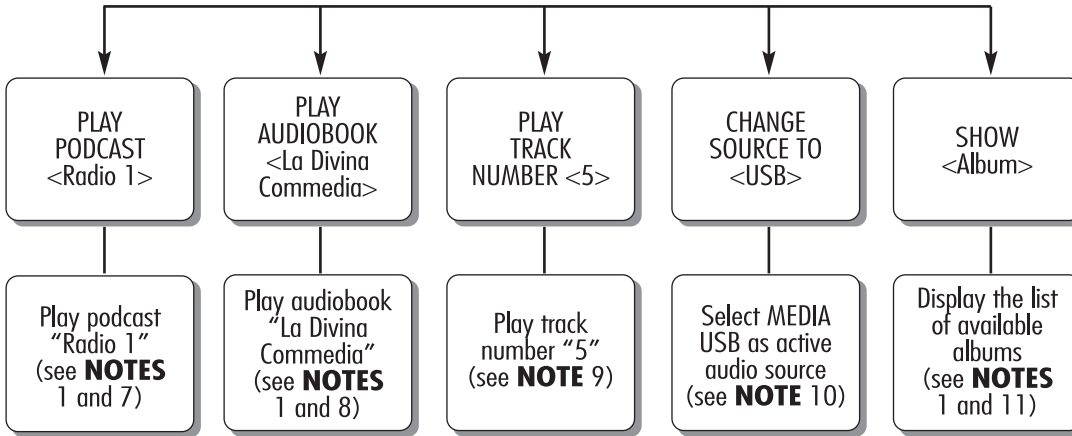 PLAY
PODCAST
<Radio 1>
PLAY
AUDIOBOOK
<La Divina
Commedia>
PLAY
TRACK
NUMBER <5>
CHANGE
SOURCE TO
<USB>
SHOW
<Album>
Play podcast
“Radio 1”
(see NOTES
1 and 7)
Play audiobook
“La Divina
Commedia”
(see NOTES
1 and 8)
Play track
number “5”
(see NOTE 9)
Select MEDIA
USB as active
audio source
(see NOTE 10)
Display the list
of available
albums
(see NOTES
1 and 11)